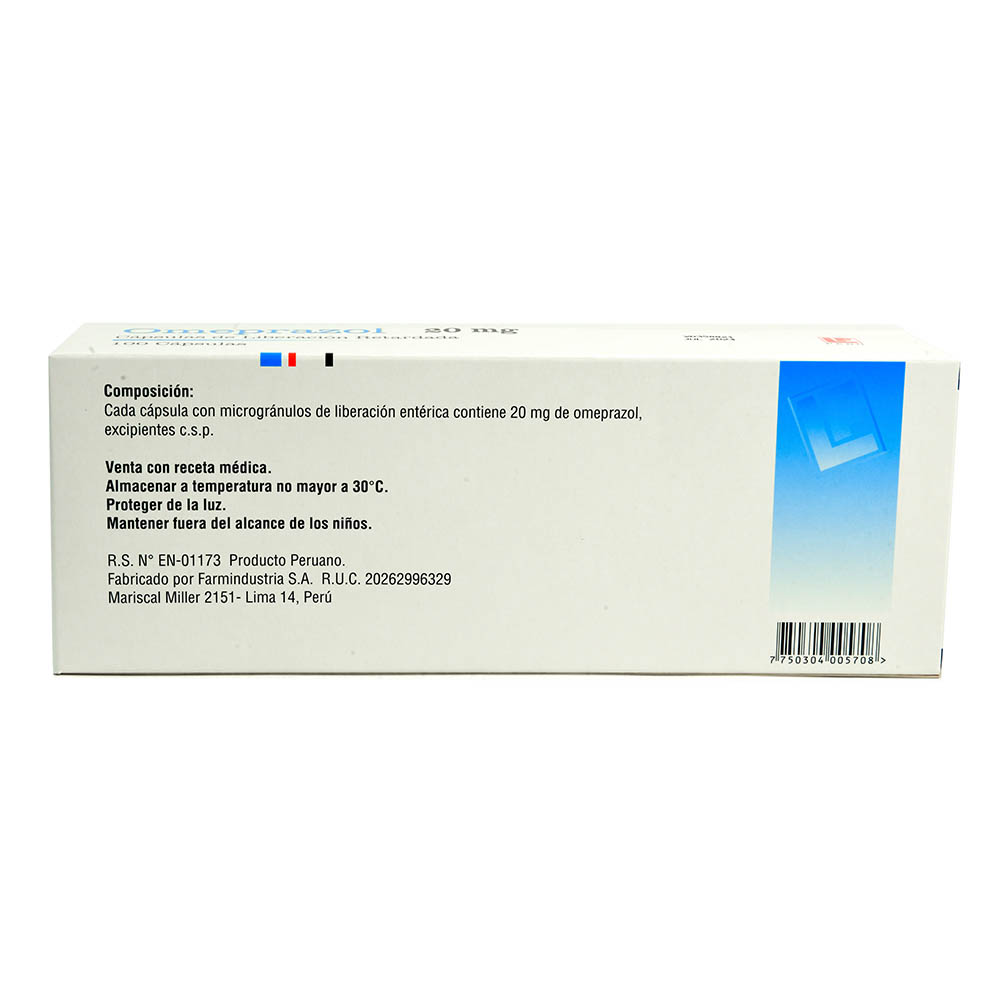 Omeprazol 20 mg
Cápsulas de Liberación Retardada
100 Cápsulas
JUL 2021
Composición:
Cada cápsula con microgránulos de liberación entérica contiene 20 mg de omeprazol,
excipientes c.s.p.
Venta con receta médica.
Almacenar a temperatura no mayor a 30°C.
Proteger de la luz.
Mantener fuera del alcance de los niños.
R.S. N° EN-01173 Producto Peruano.
Fabricado por Farmindustria S.A. R.U.C. 20262996329
Mariscal Miller 2151- Lima 14, Perú
7 750304 005708 >